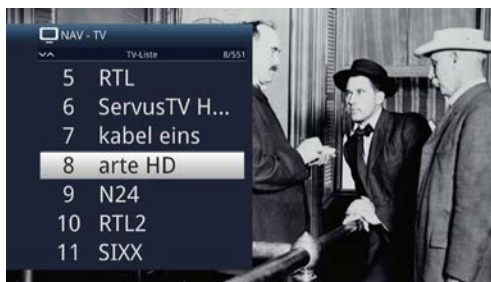 NAV - TV
TV-Liste 8/551
5 RTL
6 ServusTV H...
7 kabel eins
8 arte HD
9 N24
10 RTL2
11 SIXX